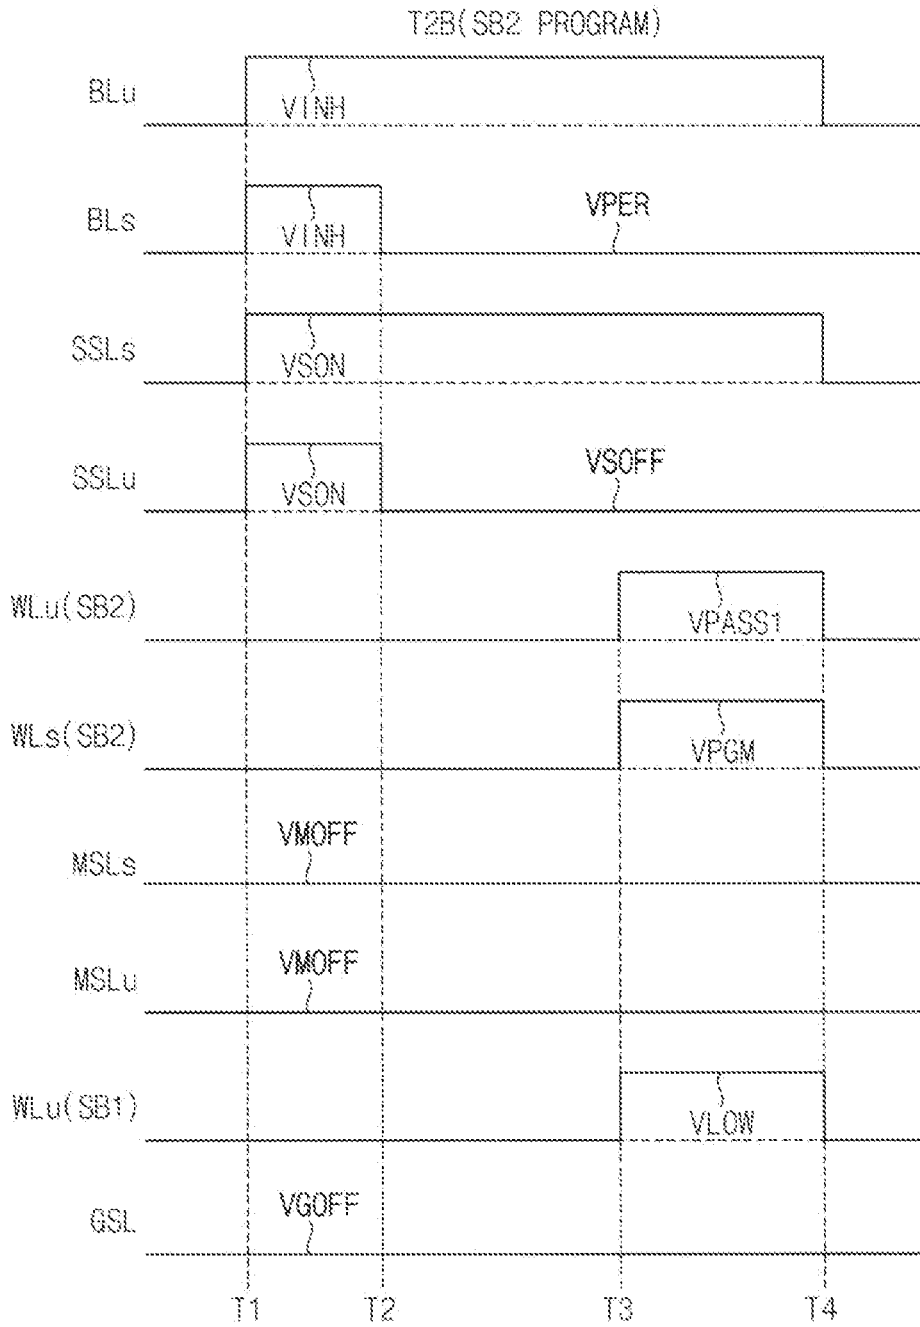 T2B(SB2 PROGRAM)
BLu
VINH
BLs
VINH
VPER
SSLs
VSON
SSLu
VSON
VSOFF
WLu(SB2)
VPASS1
WLs(SB2)
VPGM
MSLs
VMOFF
MSLu
VMOFF
WLu(SB1)
VLOW
GSL
VGOFF
T1 T2 T3 T4